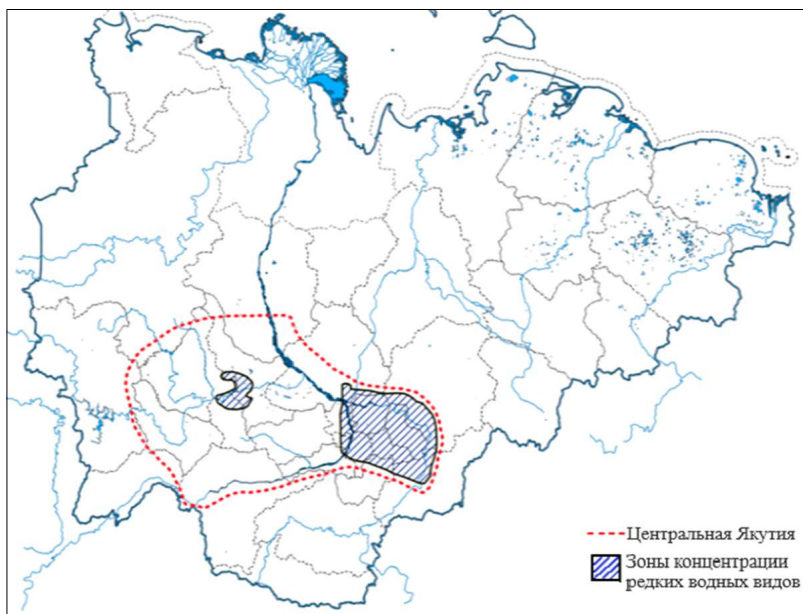 Центральная Якутия
Зоны концентрации
редких водных видов